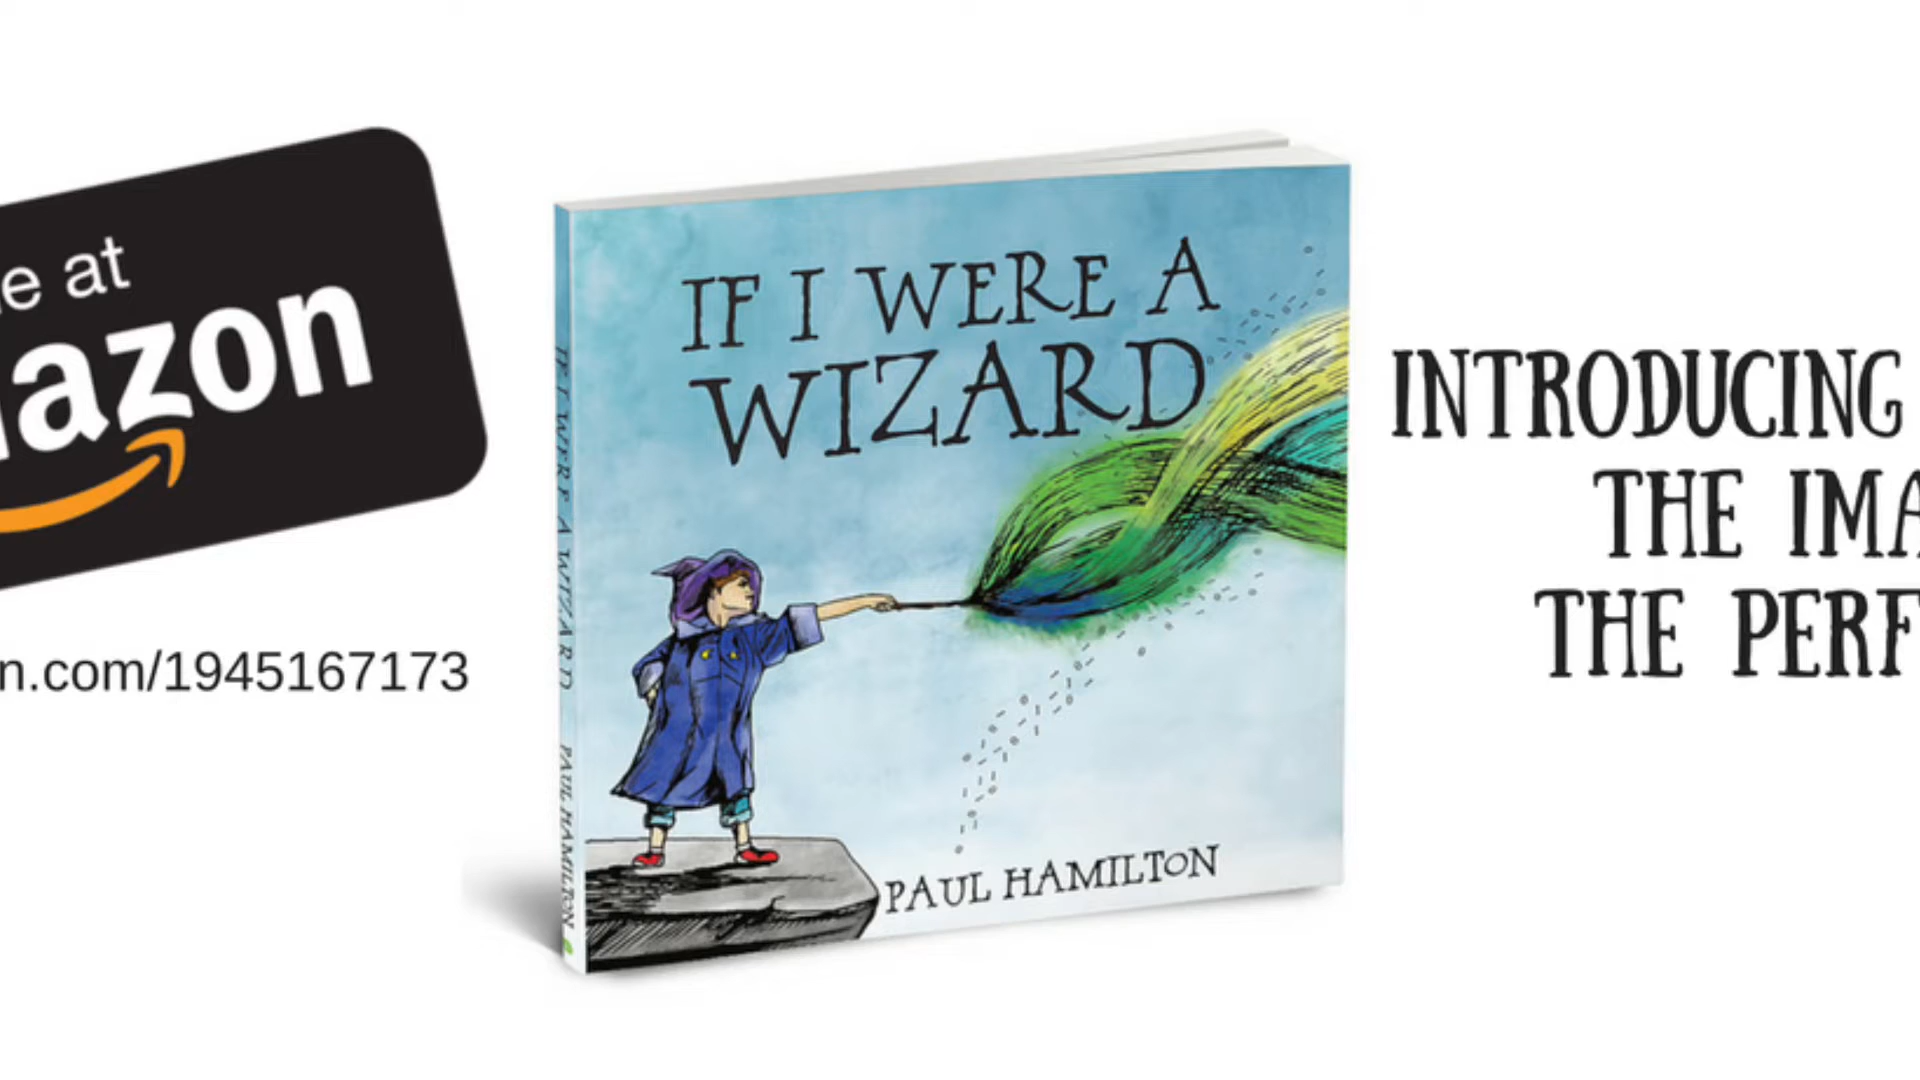 e at
azon
n.com/1945167173
IF I WERE A
WIZARD
PAUL HAMILTON
IF I WERE A WIZARD PAUL HAMILTON
INTRODUCING
THE IMA
THE PERF